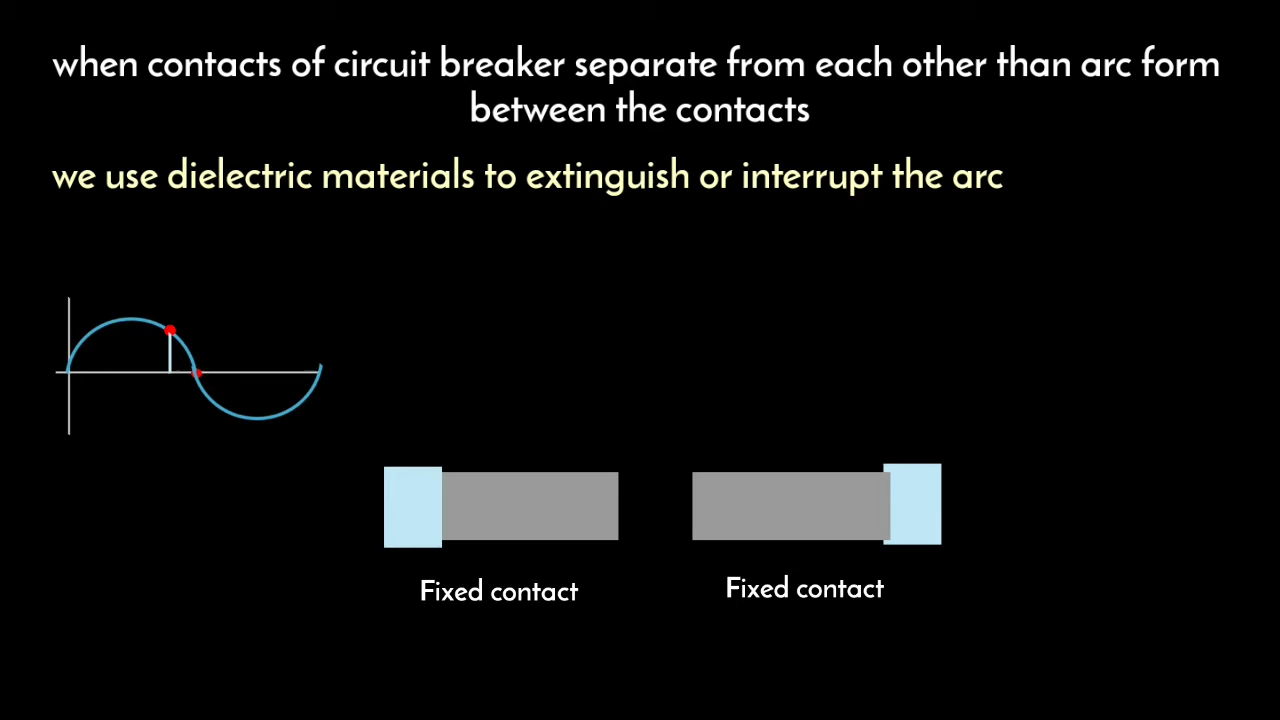 when contacts of circuit breaker separate from each other than arc form
between the contacts
we use dielectric materials to extinguish or interrupt the arc
Fixed contact
Fixed contact